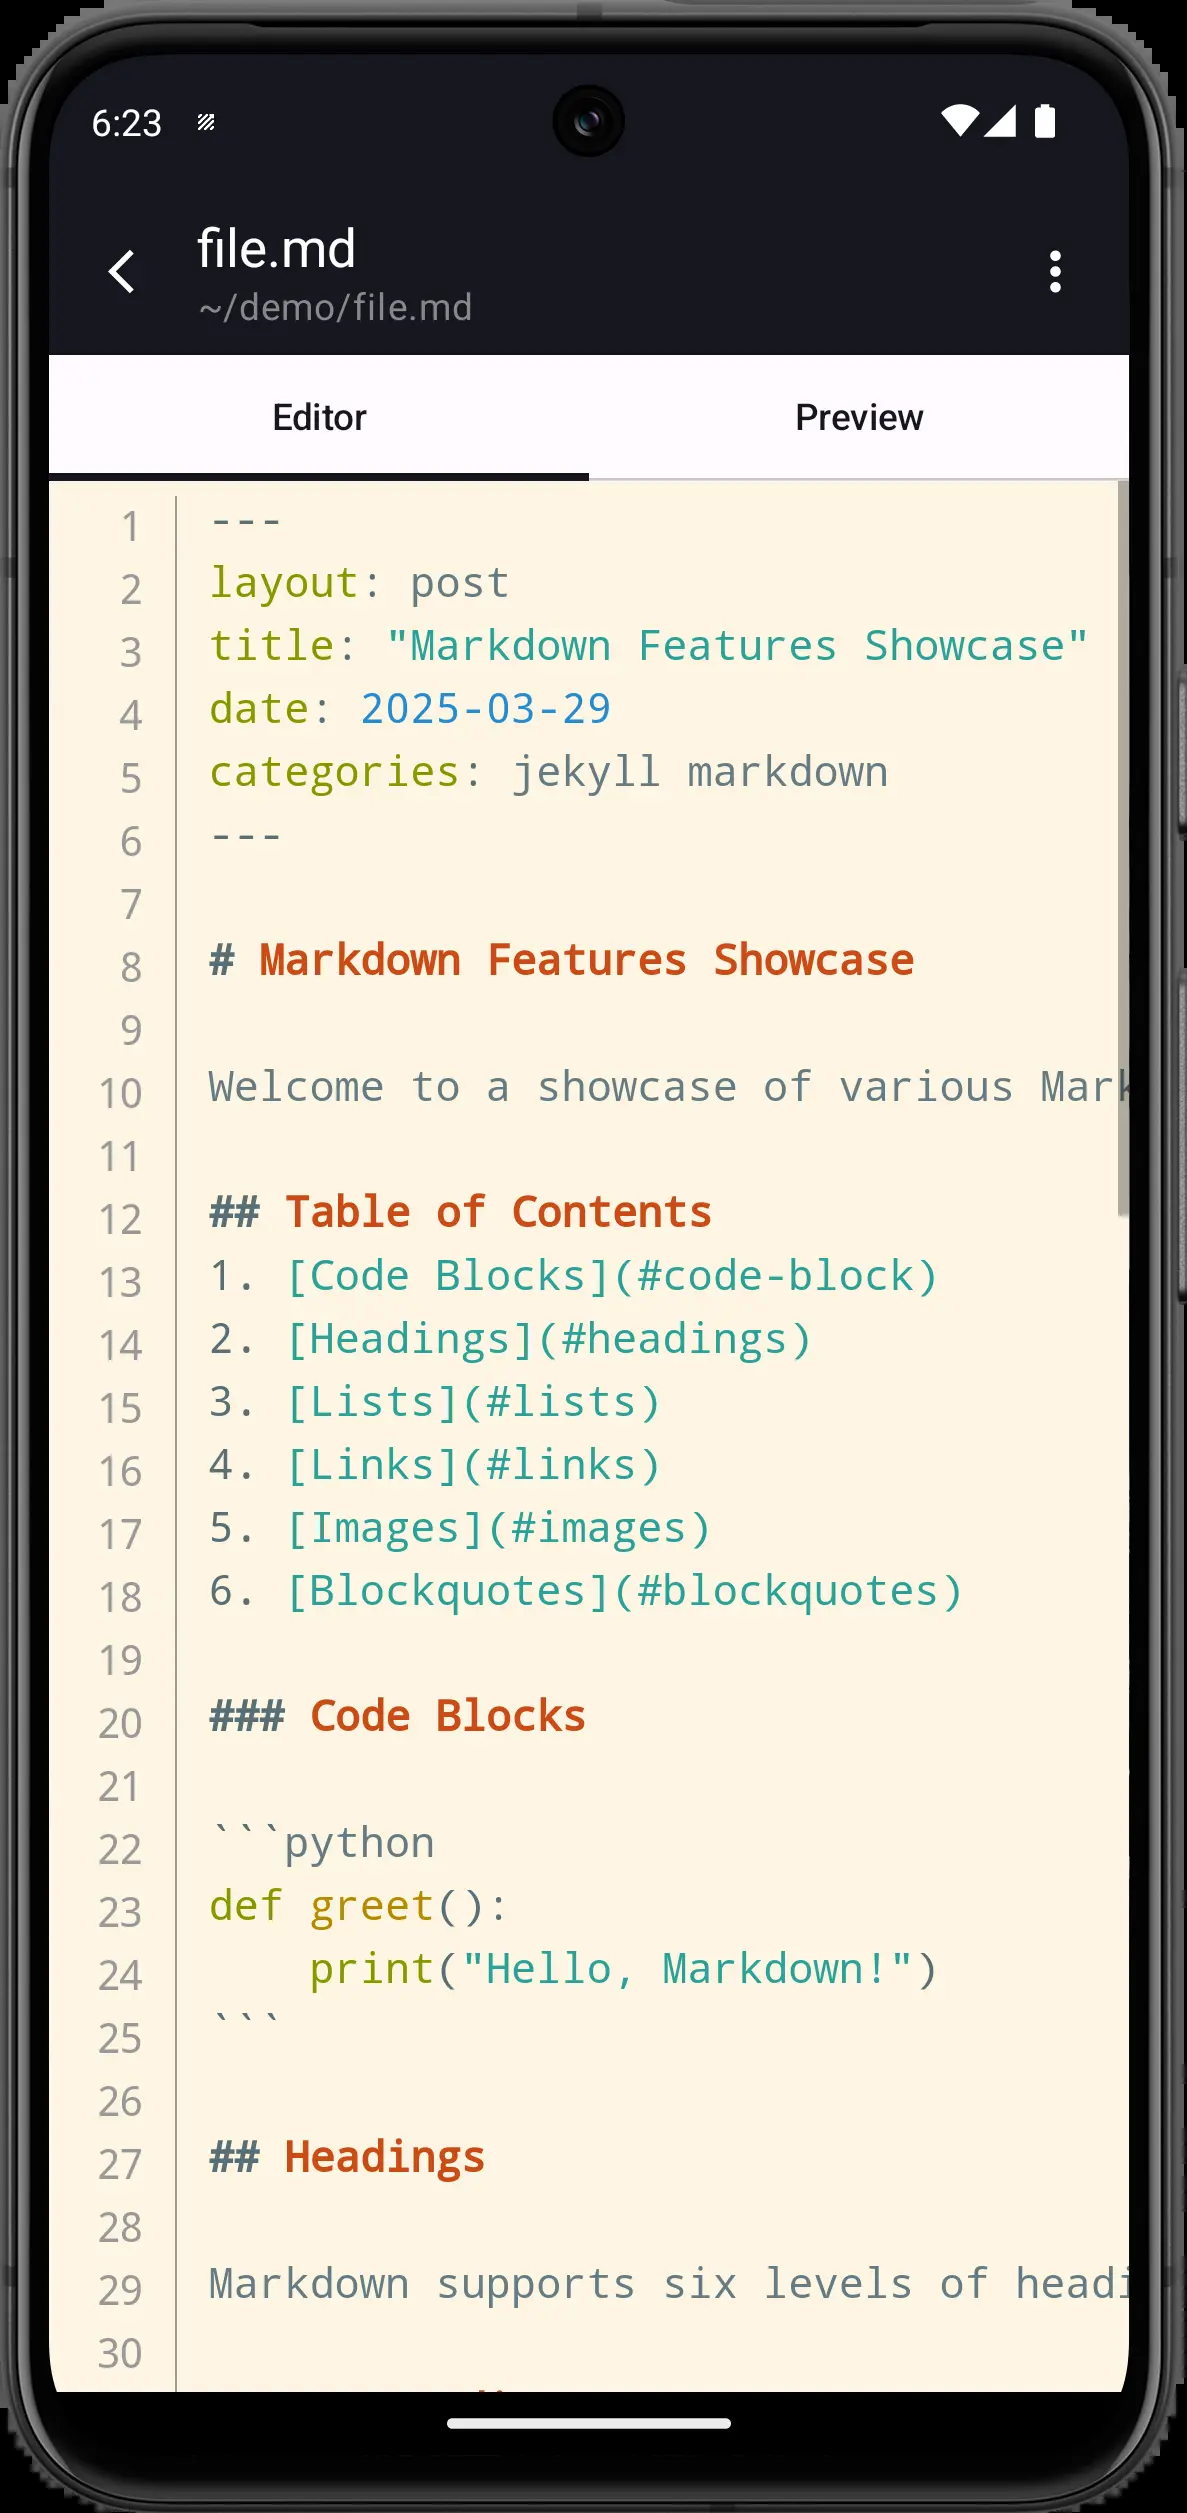 6:23
file.md
~/demo/file.md
Editor Preview
1 ---
2 layout: post
3 title: "Markdown Features Showcase"
4 date: 2025-03-29
5 categories: jekyll markdown
6 ---
7
8 # Markdown Features Showcase
9
10 Welcome to a showcase of various Mark
11
12 ## Table of Contents
13 1. [Code Blocks](#code-block)
14 2. [Headings](#headings)
15 3. [Lists](#lists)
16 4. [Links](#links)
17 5. [Images](#images)
18 6. [Blockquotes](#blockquotes)
19
20 ### Code Blocks
21
22 ```python
23 def greet():
24     print("Hello, Markdown!")
25 ```
26
27 ## Headings
28
29 Markdown supports six levels of headi
30